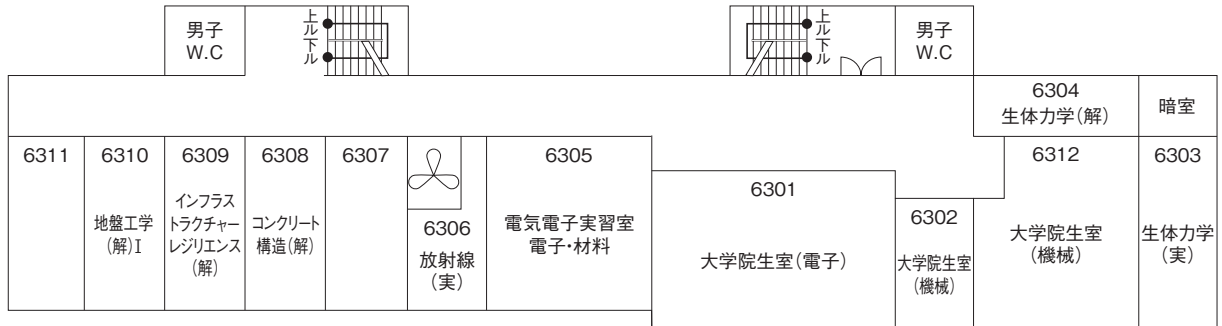 男子
W.C
上ル
下ル
上ル
下ル
男子
W.C
6304
生体力学(解)
暗室
6311
6310
地盤工学
(解)I
6309
インフラス
トラクチャー
レジリエンス
(解)
6308
コンクリート
構造(解)
6307
6306
放射線
(実)
6305
電気電子実習室
電子・材料
6301
大学院生室(電子)
6302
大学院生室
(機械)
6312
大学院生室
(機械)
6303
生体力学
(実)